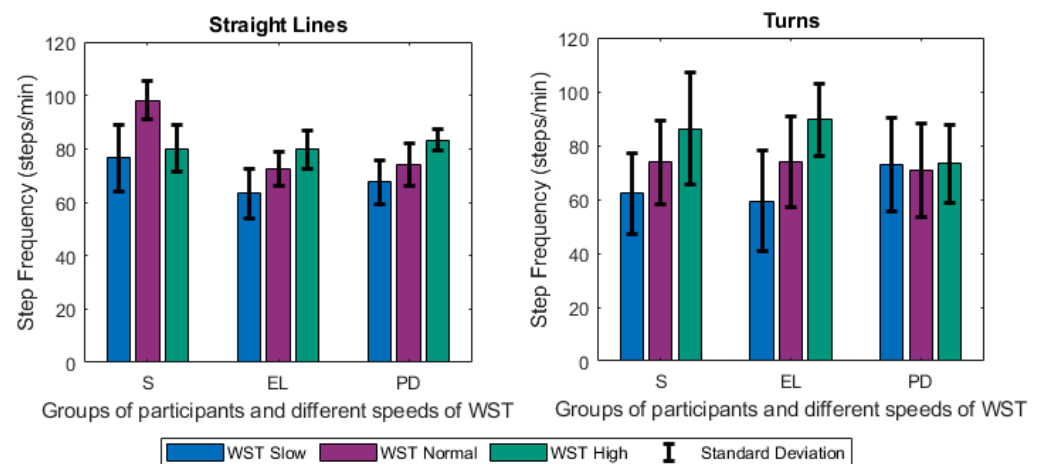 Straight Lines
120
100
80
60
40
20
0
Step Frequency (steps/min)
S EL PD
Groups of participants and different speeds of WST
Turns
120
100
80
60
40
20
0
Step Frequency (steps/min)
S EL PD
Groups of participants and different speeds of WST
WST Slow WST Normal WST High Standard Deviation